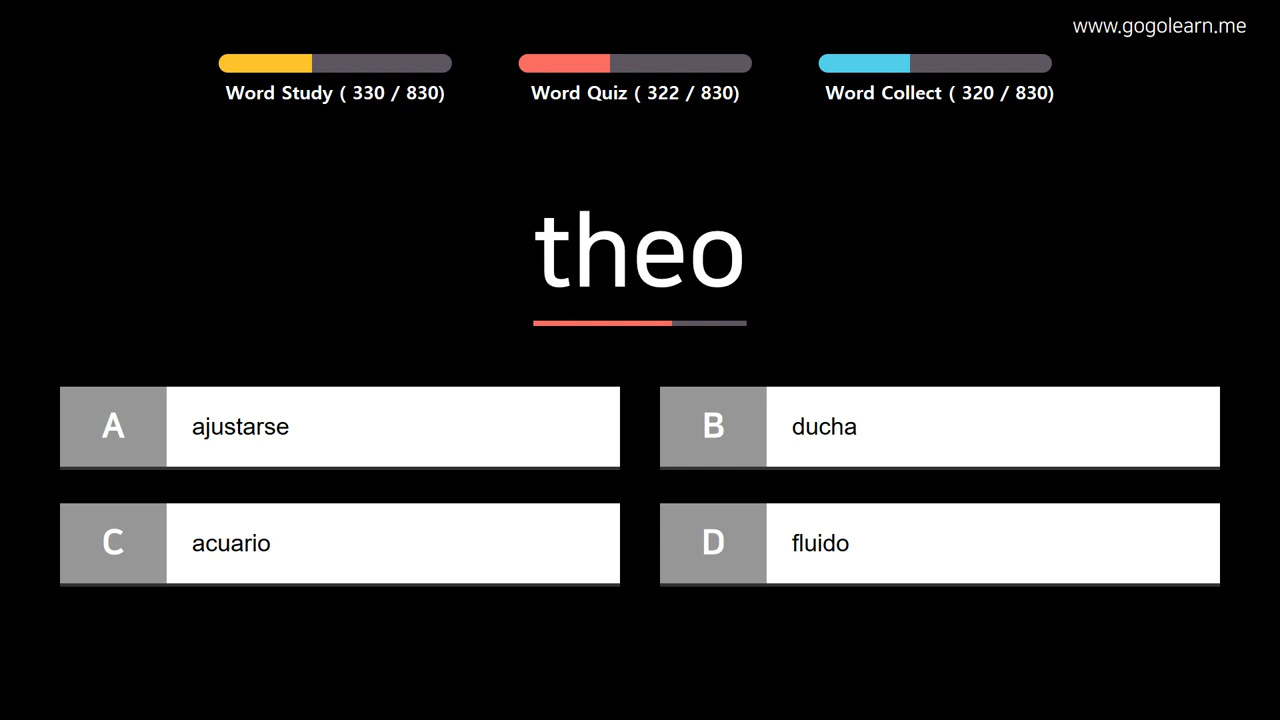 www.gogolearn.me
Word Study ( 330 / 830)
Word Quiz ( 322 / 830)
Word Collect ( 320 / 830)
theo
A ajustarse
B ducha
C acuario
D fluido